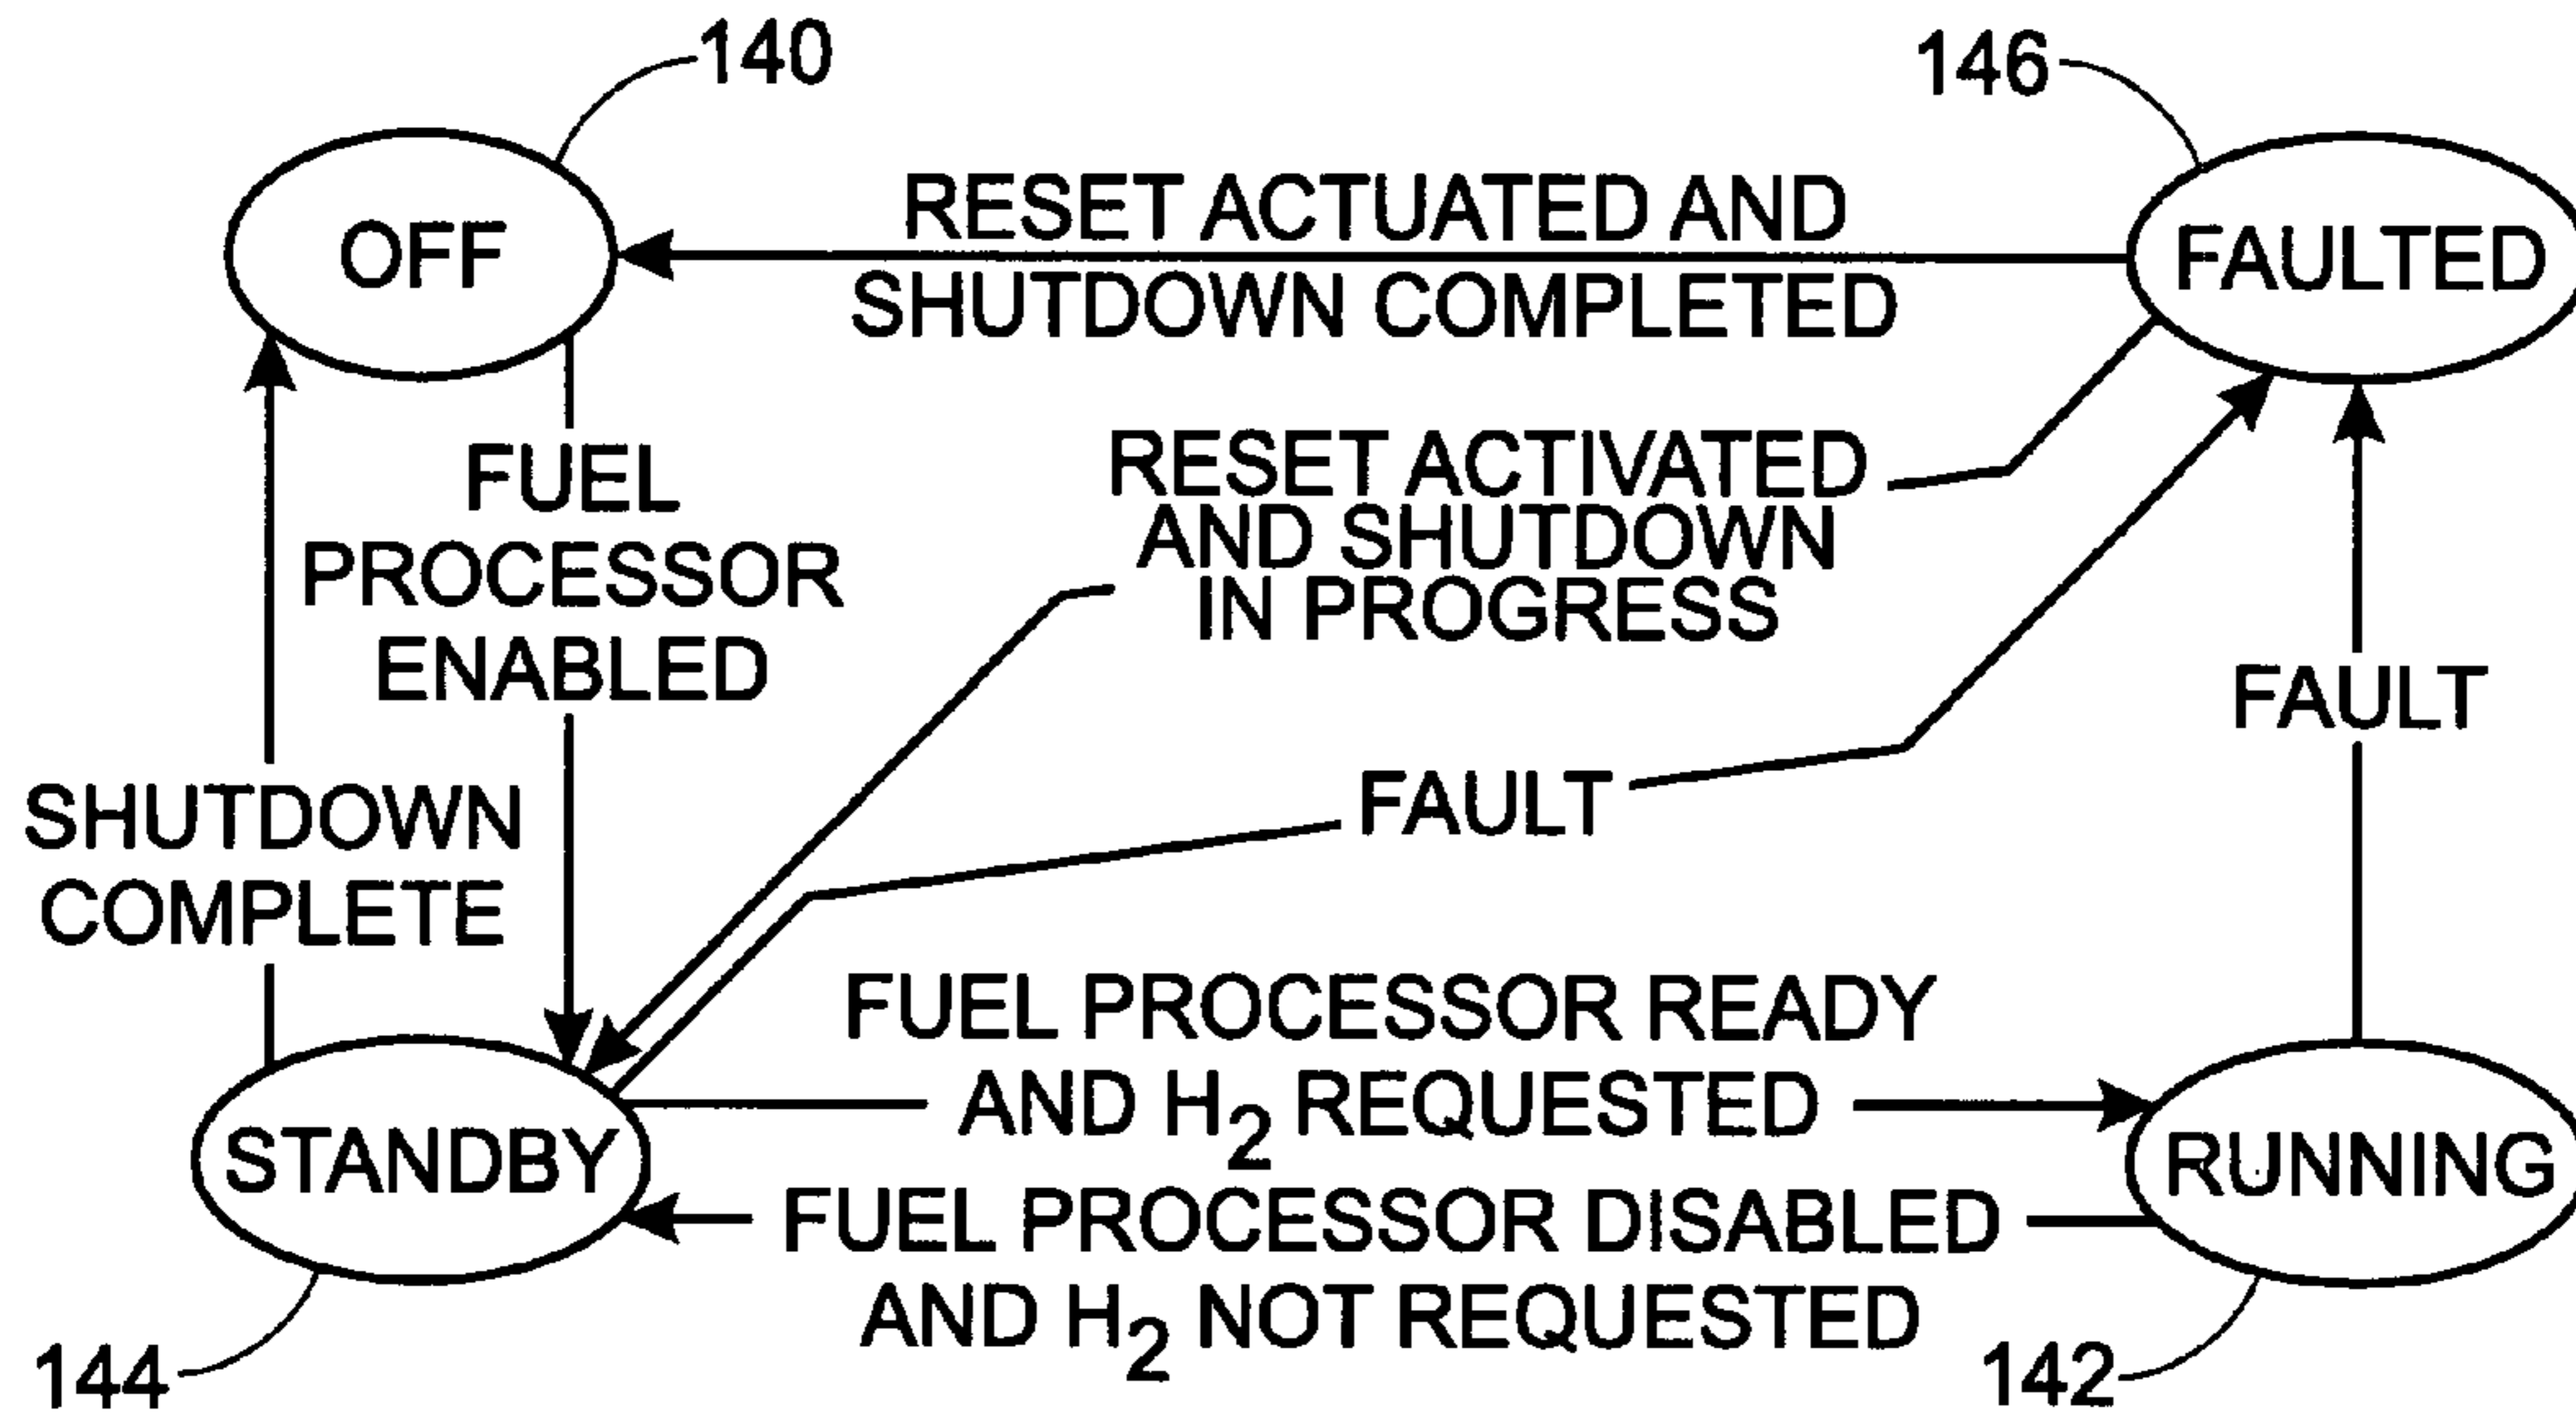 140
146
OFF
RESET ACTUATED AND
SHUTDOWN COMPLETED
FAULTED
FUEL
PROCESSOR
ENABLED
RESET ACTIVATED
AND SHUTDOWN
IN PROGRESS
FAULT
SHUTDOWN
COMPLETE
FAULT
FUEL PROCESSOR READY
AND H2 REQUESTED
STANDBY
RUNNING
FUEL PROCESSOR DISABLED
AND H2 NOT REQUESTED
144
142